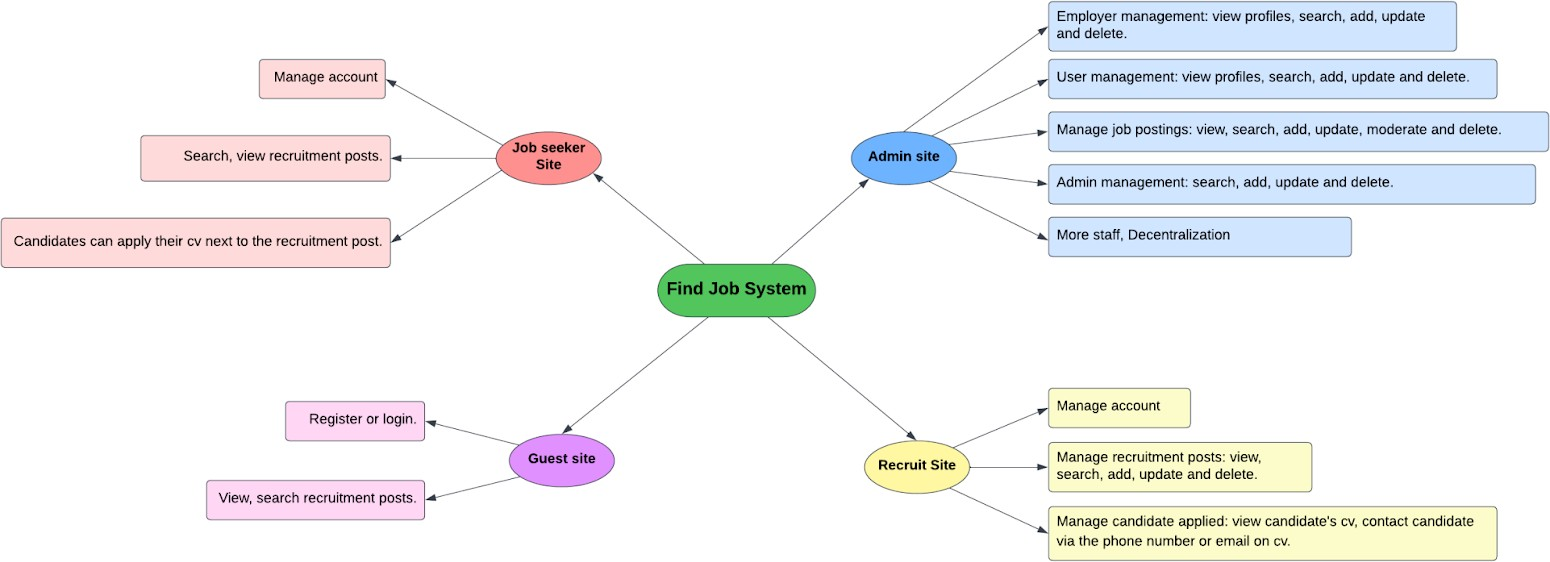 Find Job System
Job seeker
Site
Manage account
Search, view recruitment posts.
Candidates can apply their cv next to the recruitment post.
Admin site
Employer management: view profiles, search, add, update
and delete.
User management: view profiles, search, add, update and delete.
Manage job postings: view, search, add, update, moderate and delete.
Admin management: search, add, update and delete.
More staff, Decentralization
Guest site
Register or login.
View, search recruitment posts.
Recruit Site
Manage account
Manage recruitment posts: view,
search, add, update and delete.
Manage candidate applied: view candidate's cv, contact candidate
via the phone number or email on cv.